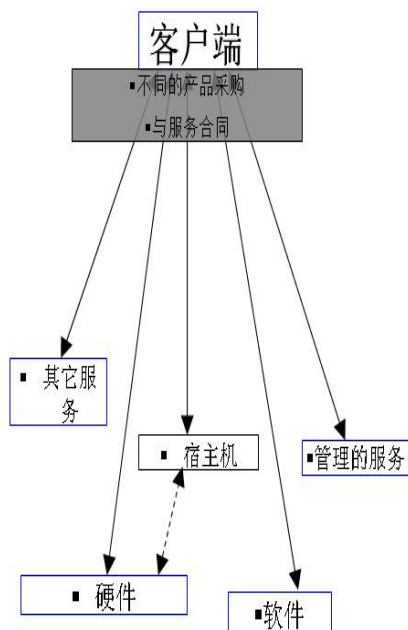 客户端
▪不同的产品采购
▪与服务合同
▪ 其它服
务
▪ 宿主机
▪管理的服务
▪ 硬件
▪软件